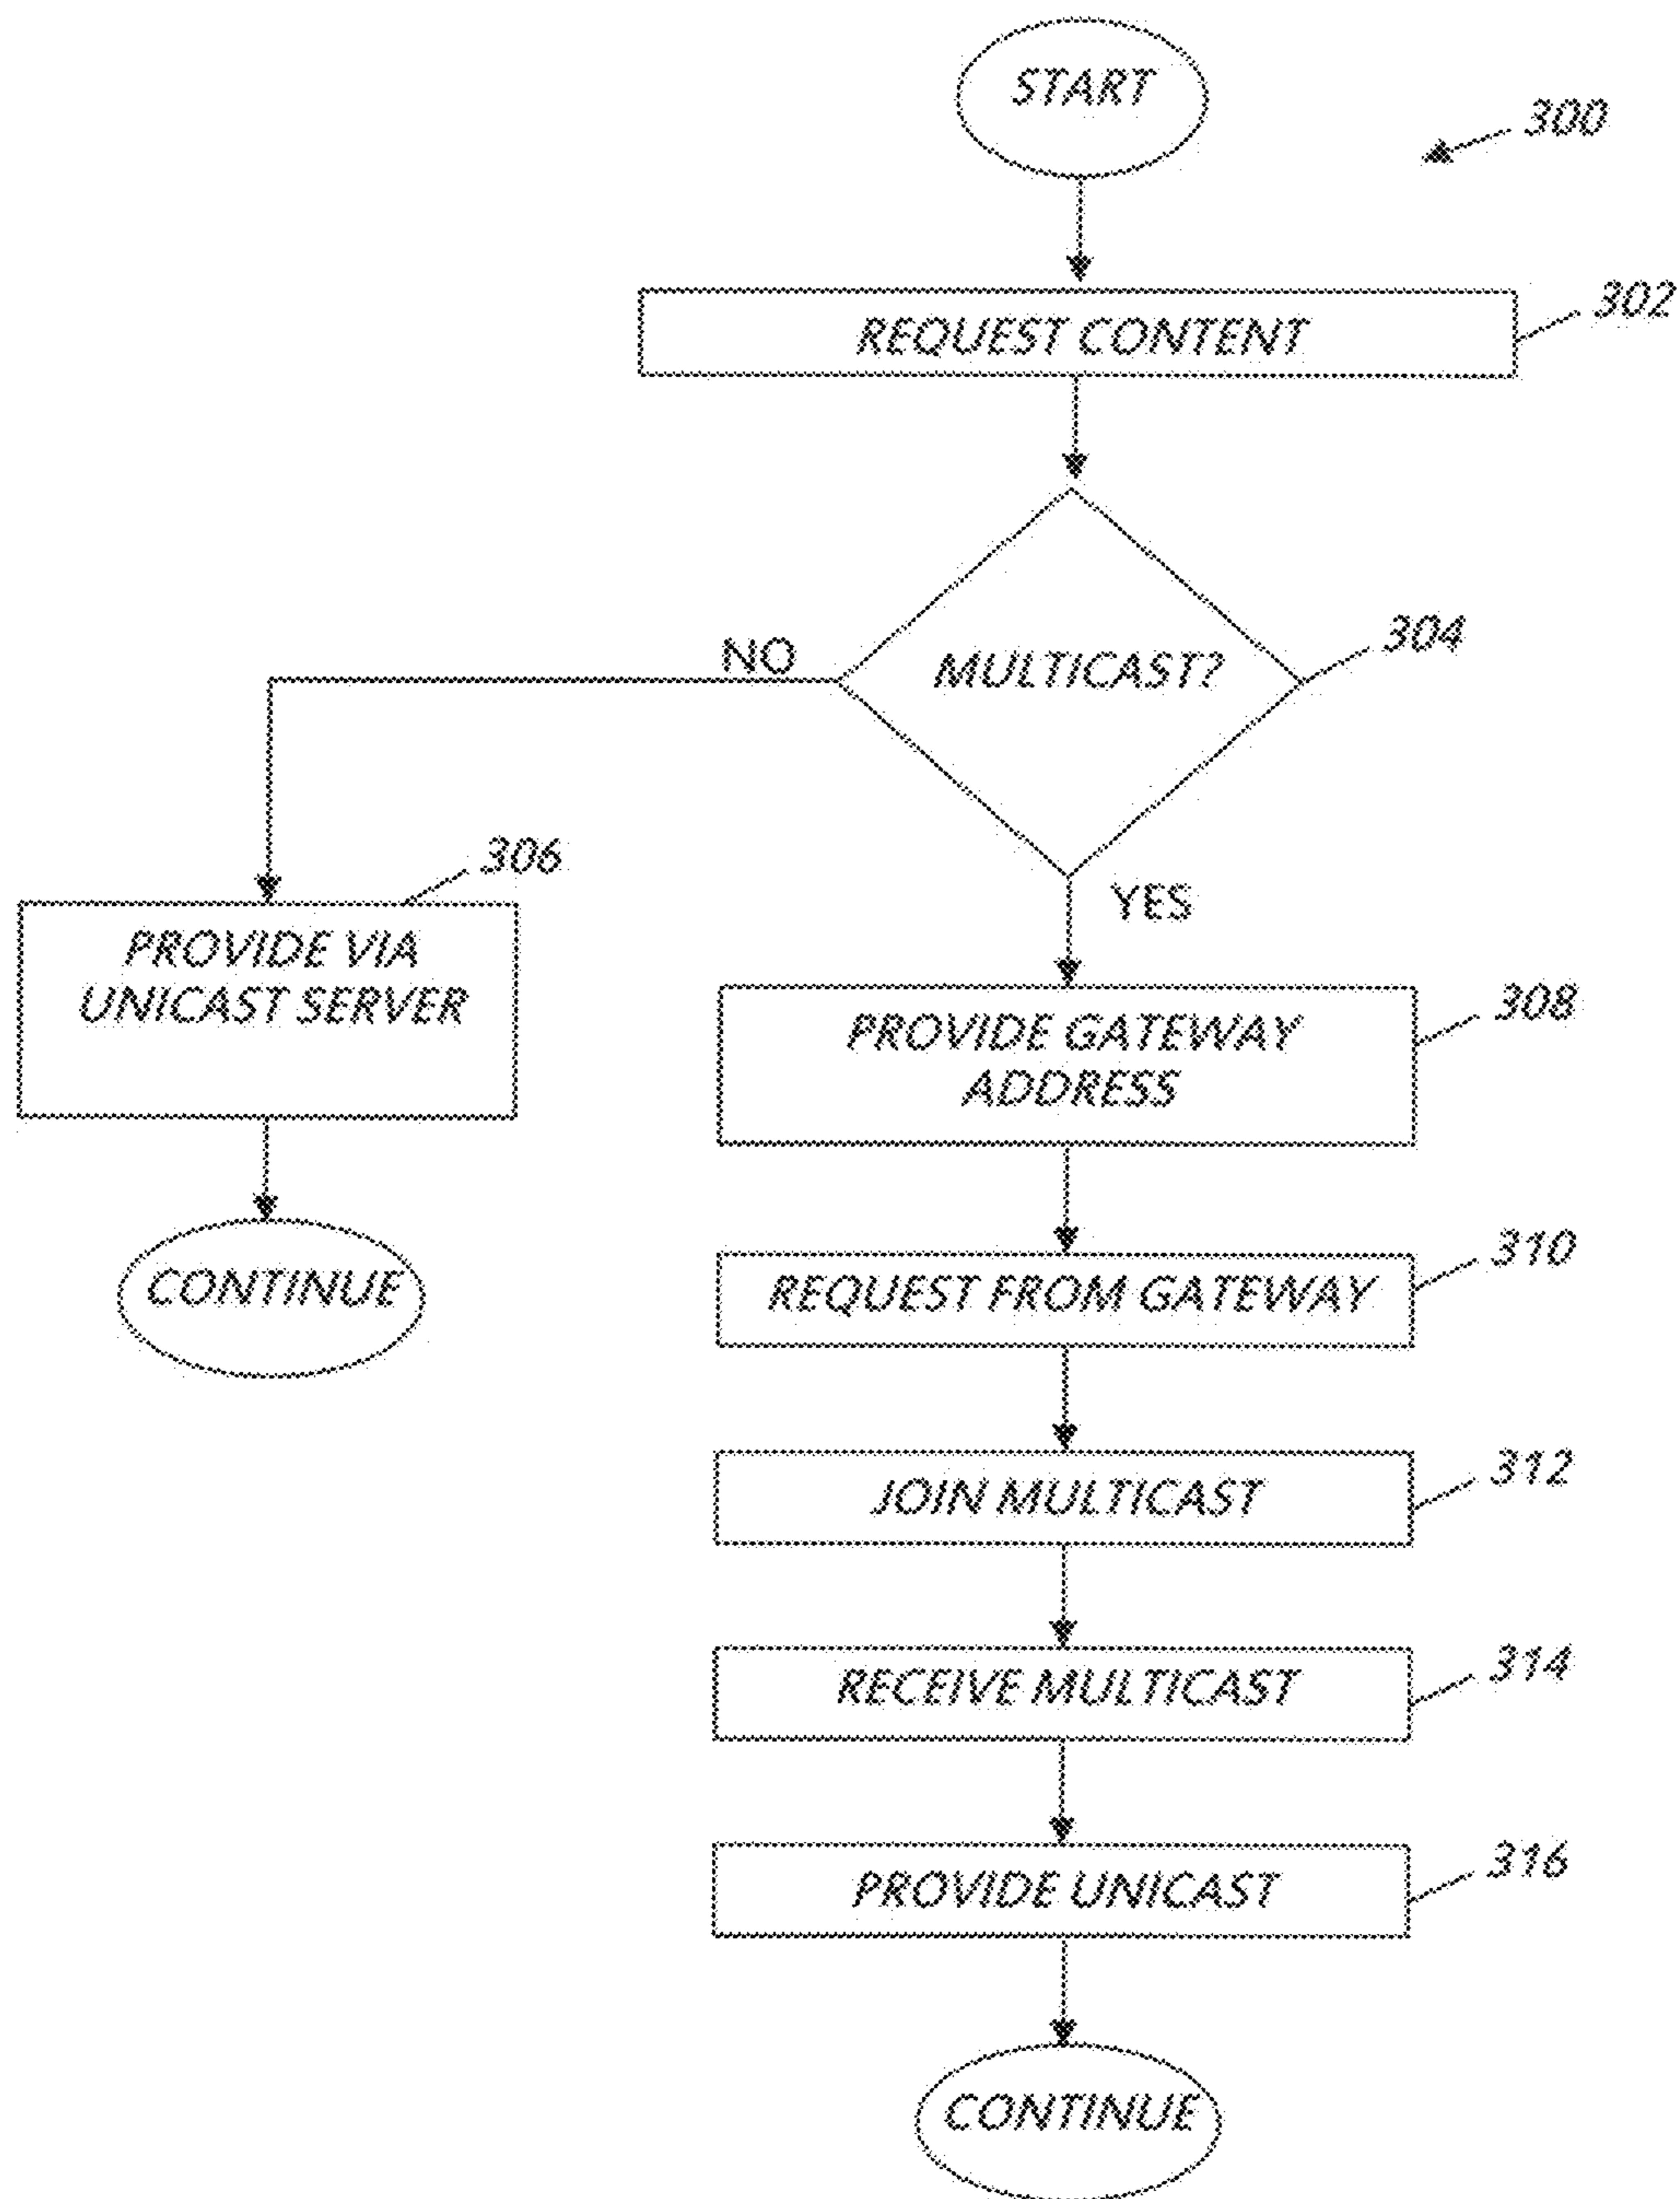 START
300
REQUEST CONTENT
302
MULTICAST?
304
NO
YES
306
PROVIDE VIA
UNICAST SERVER
CONTINUE
PROVIDE GATEWAY
ADDRESS
308
REQUEST FROM GATEWAY
310
JOIN MULTICAST
312
RECEIVE MULTICAST
314
PROVIDE UNICAST
316
CONTINUE